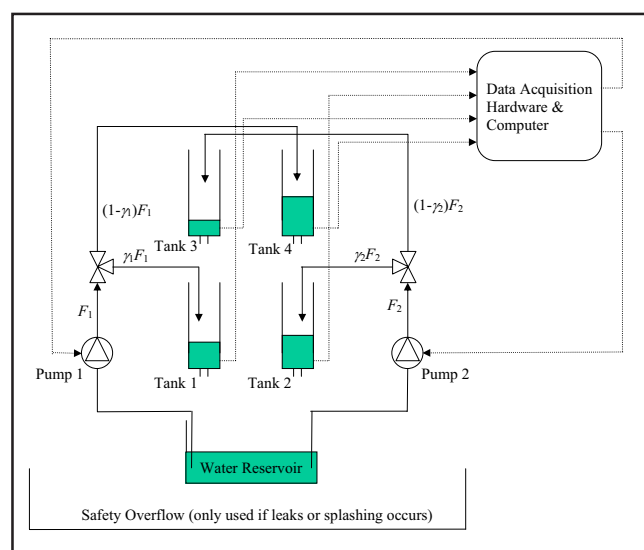 Data Acquisition
Hardware &
Computer
(1-γ1)F1
(1-γ2)F2
Tank 3
Tank 4
γ1F1
γ2F2
F1
F2
Pump 1
Tank 1
Tank 2
Pump 2
Water Reservoir
Safety Overflow (only used if leaks or splashing occurs)